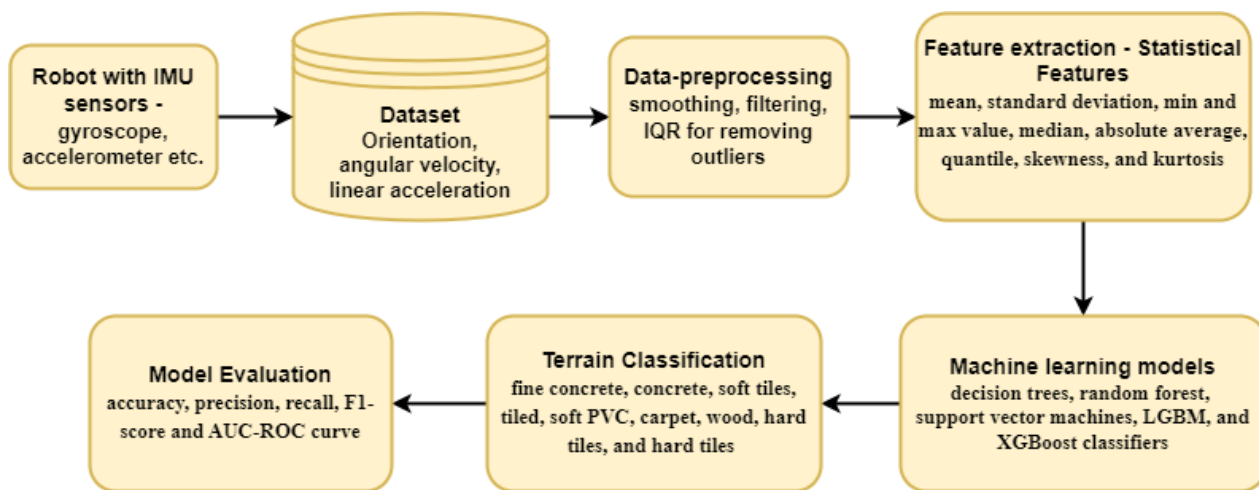 Robot with IMU
sensors -
gyroscope,
accelerometer etc.
Dataset
Orientation,
angular velocity,
linear acceleration
Data-preprocessing
smoothing, filtering,
IQR for removing
outliers
Feature extraction - Statistical
Features
mean, standard deviation, min and
max value, median, absolute average,
quantile, skewness, and kurtosis
Machine learning models
decision trees, random forest,
support vector machines, LGBM, and
XGBoost classifiers
Terrain Classification
fine concrete, concrete, soft tiles,
tiled, soft PVC, carpet, wood, hard
tiles, and hard tiles
Model Evaluation
accuracy, precision, recall, F1-
score and AUC-ROC curve